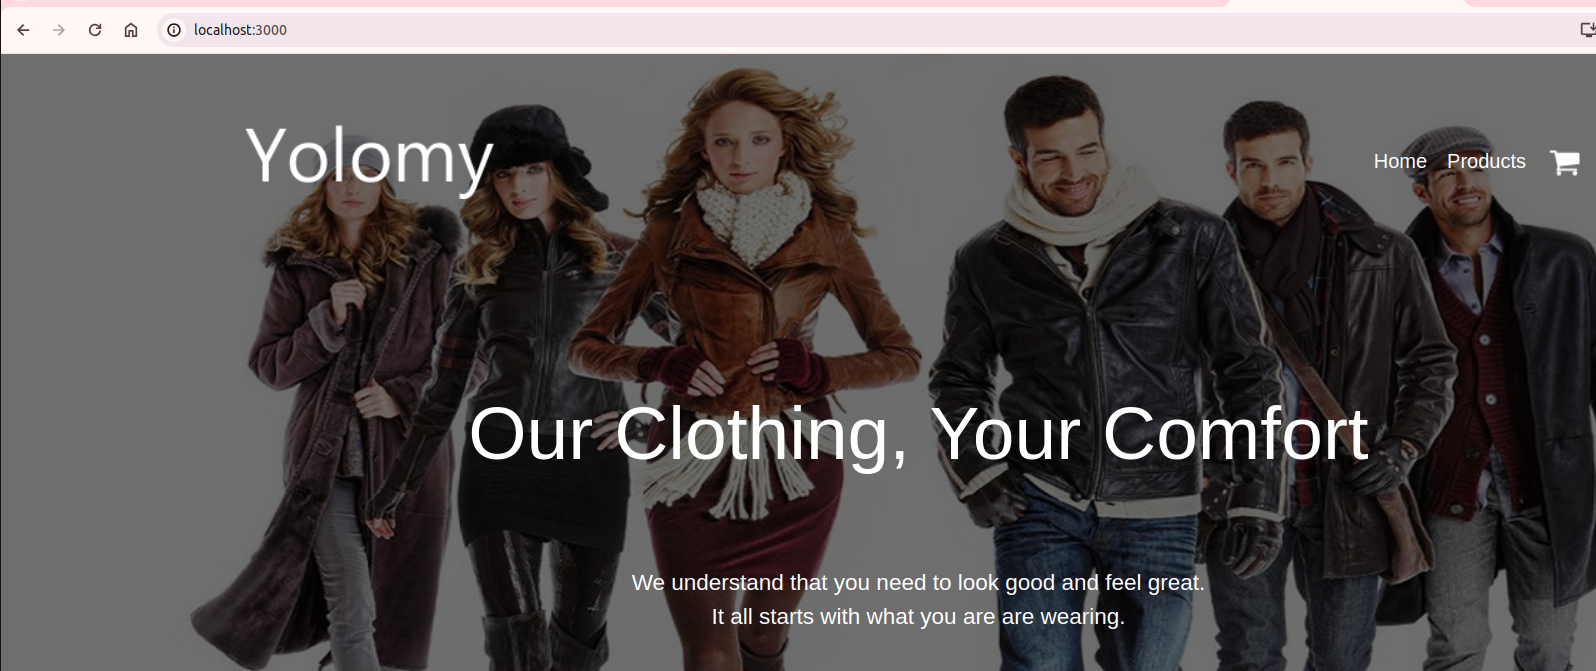 localhost:3000
Yolomy
Home Products
Our Clothing, Your Comfort
We understand that you need to look good and feel great.
It all starts with what you are are wearing.